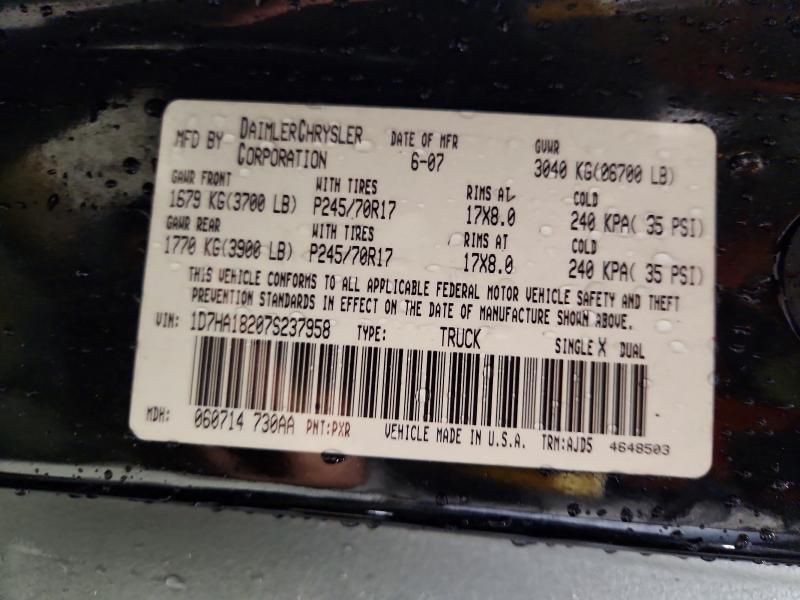 MFD BY DAIMLERCHRYSLER CORPORATION DATE OF MFR 6-07 GVWR 3040 KG(06700 LB)
GAWR FRONT WITH TIRES RIMS AT COLD
1679 KG(3700 LB) P245/70R17 17X8.0 240 KPA( 35 PSI)
GAWR REAR WITH TIRES RIMS AT COLD
1770 KG(3900 LB) P245/70R17 17X8.0 240 KPA( 35 PSI)
THIS VEHICLE CONFORMS TO ALL APPLICABLE FEDERAL MOTOR VEHICLE SAFETY AND THEFT
PREVENTION STANDARDS IN EFFECT ON THE DATE OF MANUFACTURE SHOWN ABOVE.
VIN: 1D7HA18207S237958 TYPE: TRUCK SINGLE X DUAL
MDH: 060714 730AA PNT:PXR VEHICLE MADE IN U.S.A. TRM:AJD5 4648503